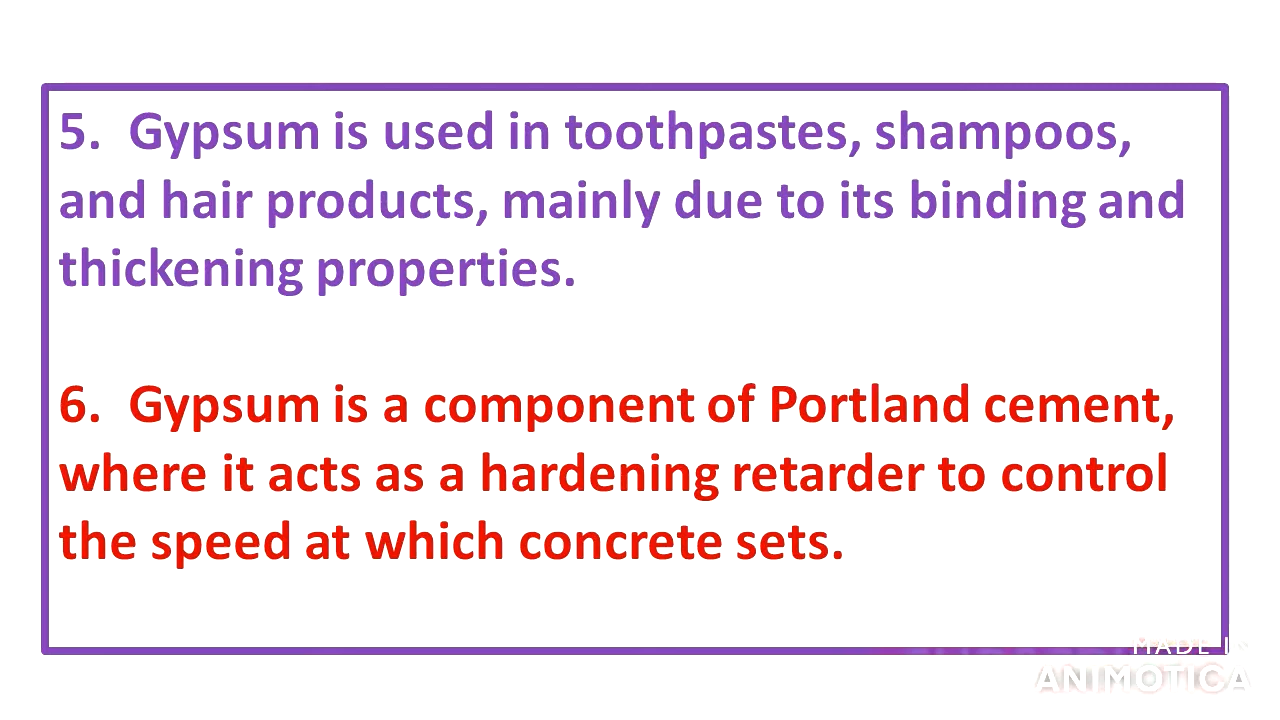 5. Gypsum is used in toothpastes, shampoos,
and hair products, mainly due to its binding and
thickening properties.
6. Gypsum is a component of Portland cement,
where it acts as a hardening retarder to control
the speed at which concrete sets.
MADE
ANIMOTICA